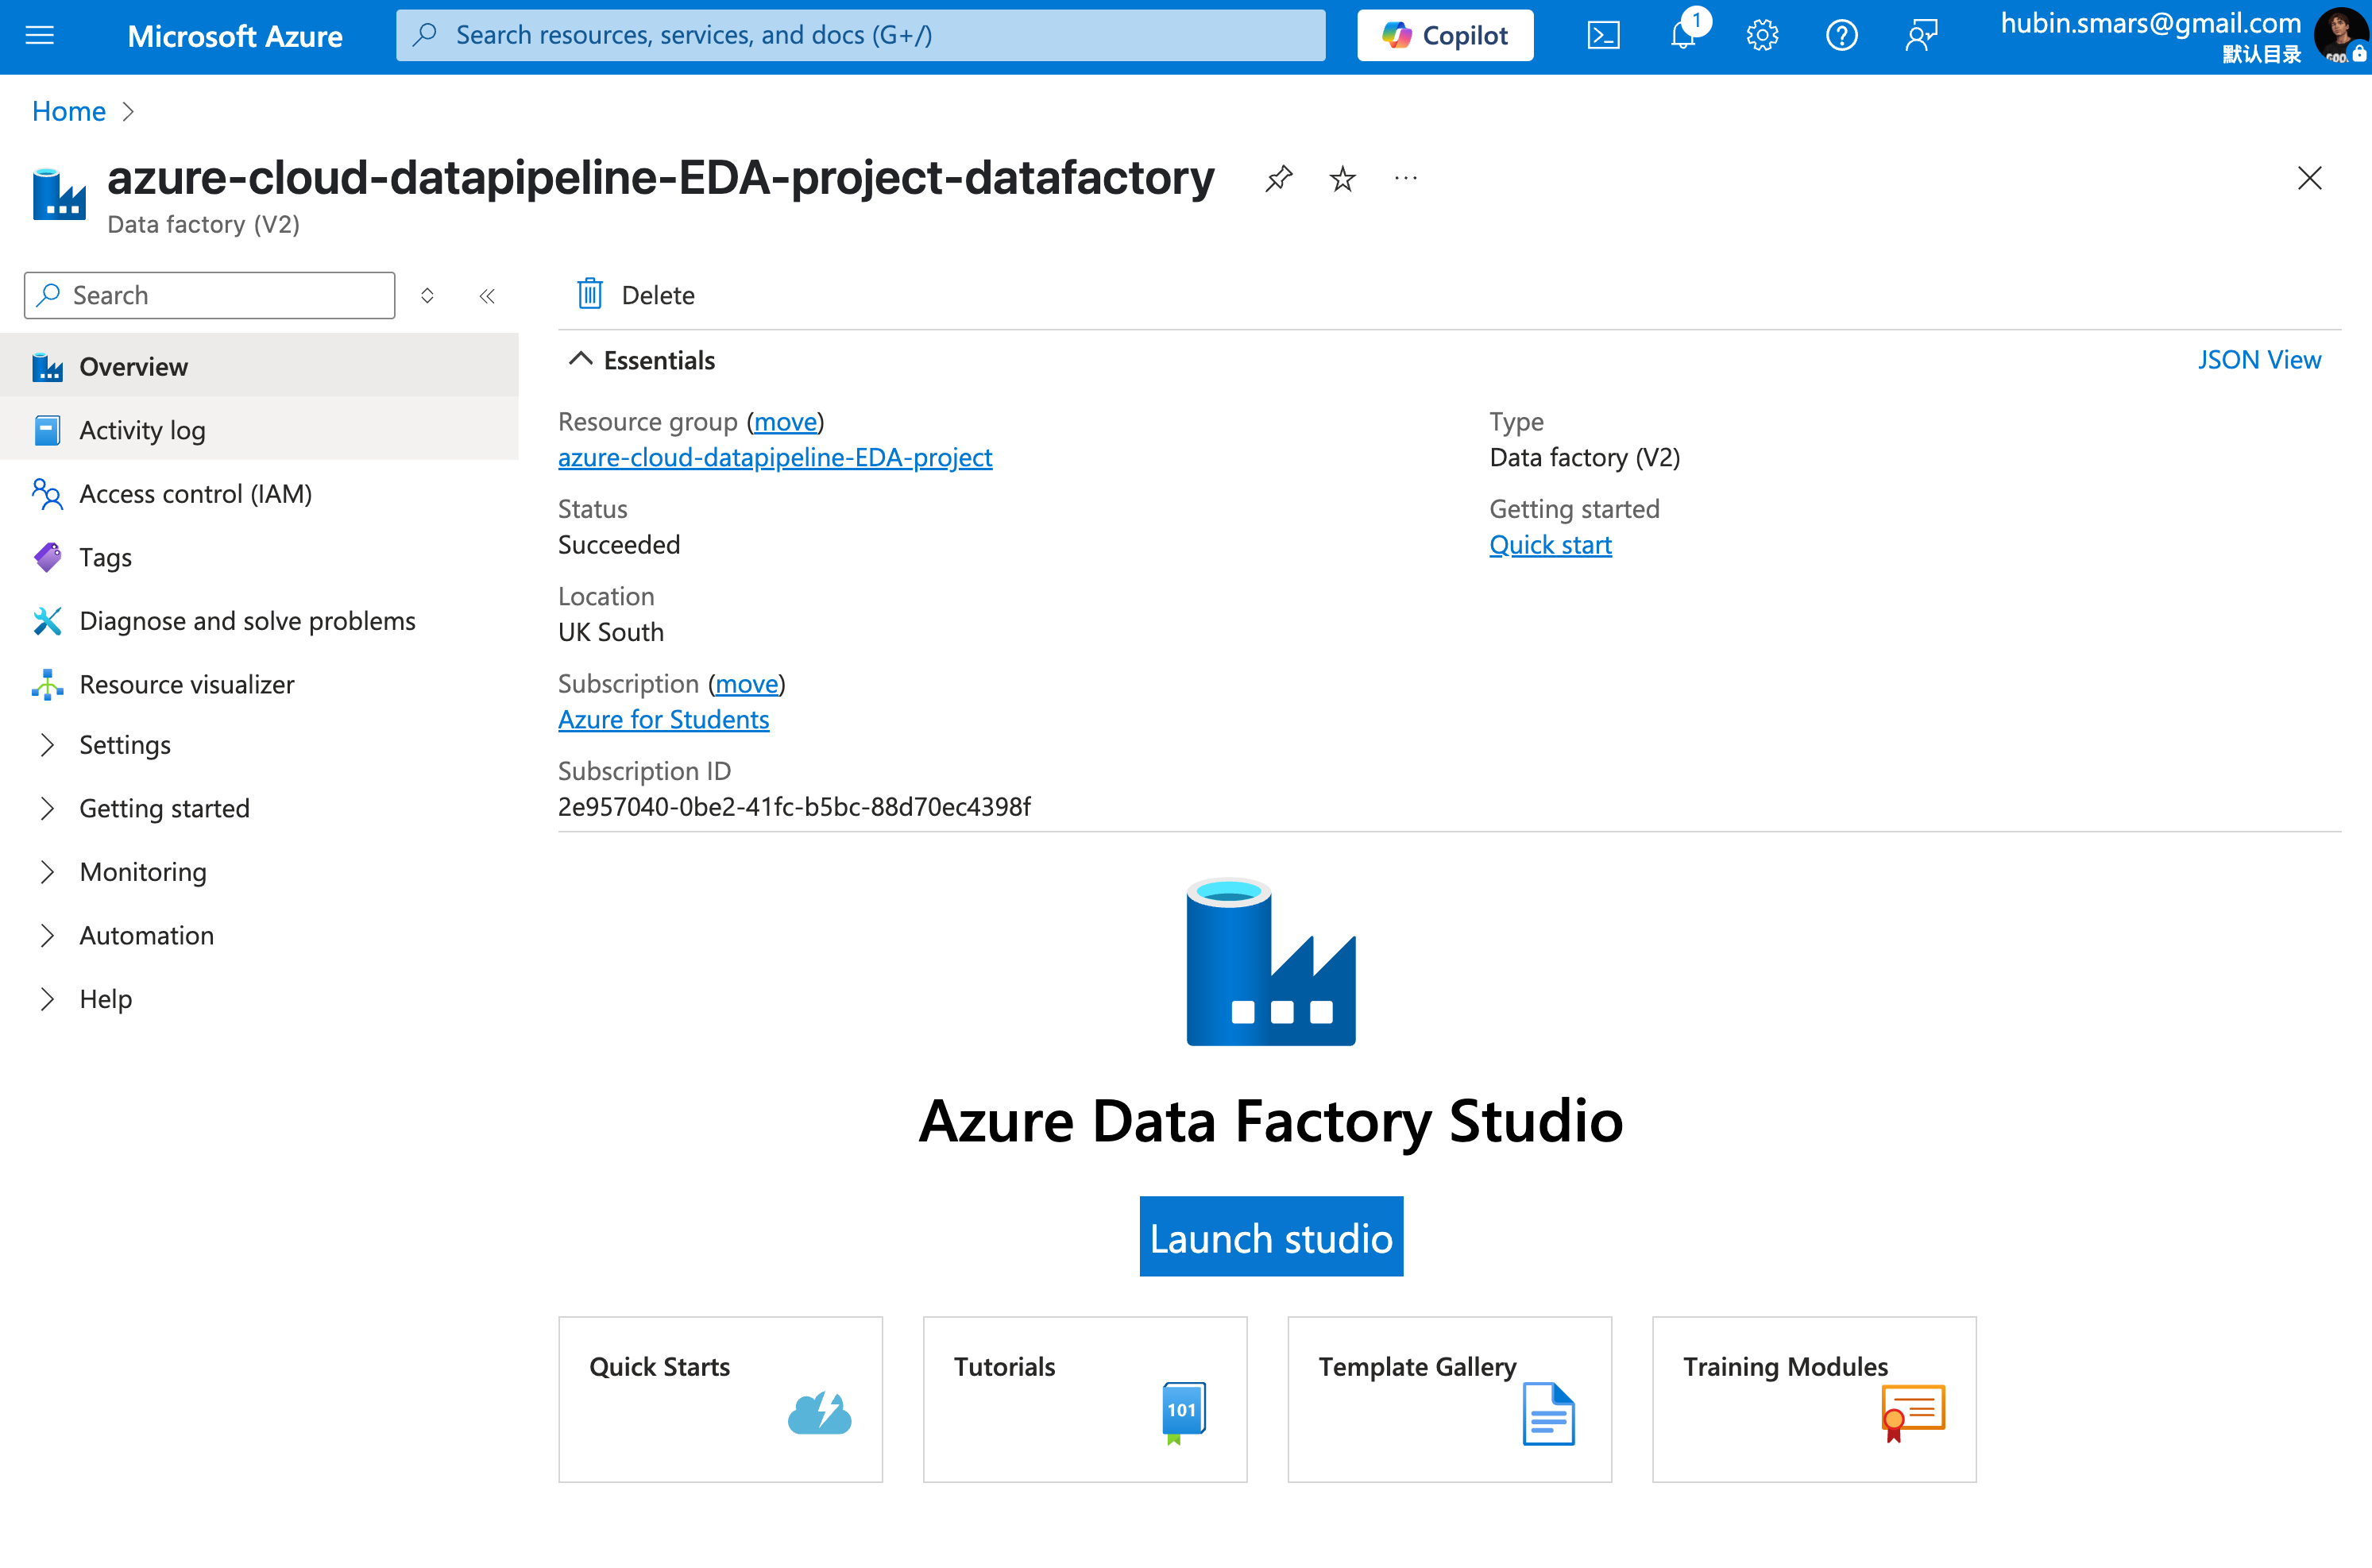 Microsoft Azure
Search resources, services, and docs (G+/)
Copilot
1
hubin.smars@gmail.com
默认目录
Home
azure-cloud-datapipeline-EDA-project-datafactory
Data factory (V2)
Search
Overview
Activity log
Access control (IAM)
Tags
Diagnose and solve problems
Resource visualizer
Settings
Getting started
Monitoring
Automation
Help
Delete
Essentials
JSON View
Resource group (move)
azure-cloud-datapipeline-EDA-project
Status
Succeeded
Location
UK South
Subscription (move)
Azure for Students
Subscription ID
2e957040-0be2-41fc-b5bc-88d70ec4398f
Type
Data factory (V2)
Getting started
Quick start
Azure Data Factory Studio
Launch studio
Quick Starts
Tutorials
101
Template Gallery
Training Modules